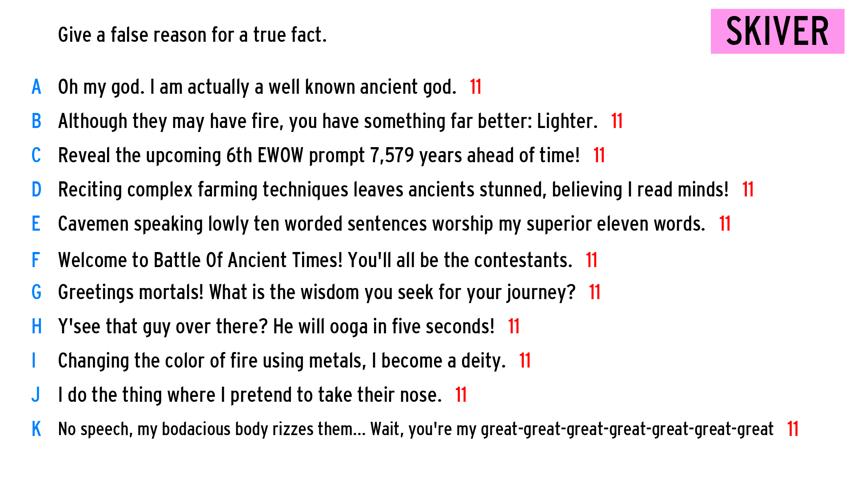 Give a false reason for a true fact.
SKIVER
A Oh my god. I am actually a well known ancient god. 11
B Although they may have fire, you have something far better: Lighter. 11
C Reveal the upcoming 6th EWOW prompt 7,579 years ahead of time! 11
D Reciting complex farming techniques leaves ancients stunned, believing I read minds! 11
E Cavemen speaking lowly ten worded sentences worship my superior eleven words. 11
F Welcome to Battle Of Ancient Times! You'll all be the contestants. 11
G Greetings mortals! What is the wisdom you seek for your journey? 11
H Y'see that guy over there? He will ooga in five seconds! 11
I Changing the color of fire using metals, I become a deity. 11
J I do the thing where I pretend to take their nose. 11
K No speech, my bodacious body rizzes them... Wait, you're my great-great-great-great-great-great-great 11